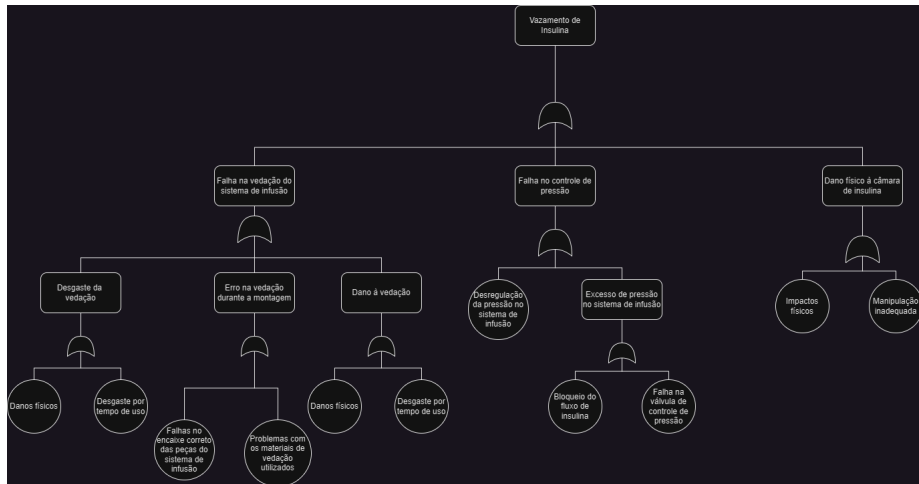 Vazamento de
Insulina
Falha na vedação do
sistema de infusão
Falha no controle de
pressão
Dano físico á câmara
de insulina
Desgaste da
vedação
Erro na vedação
durante a montagem
Dano á vedação
Desregulação
da pressão no
sistema de
infusão
Excesso de pressão
no sistema de infusão
Impactos
físicos
Manipulação
inadequada
Danos físicos
Desgaste por
tempo de uso
Falhas no
encaixe correto
das peças do
sistema de
infusão
Problemas com
os materiais de
vedação
utilizados
Danos físicos
Desgaste por
tempo de uso
Bloqueio do
fluxo de
insulina
Falha na
válvula de
controle de
pressão